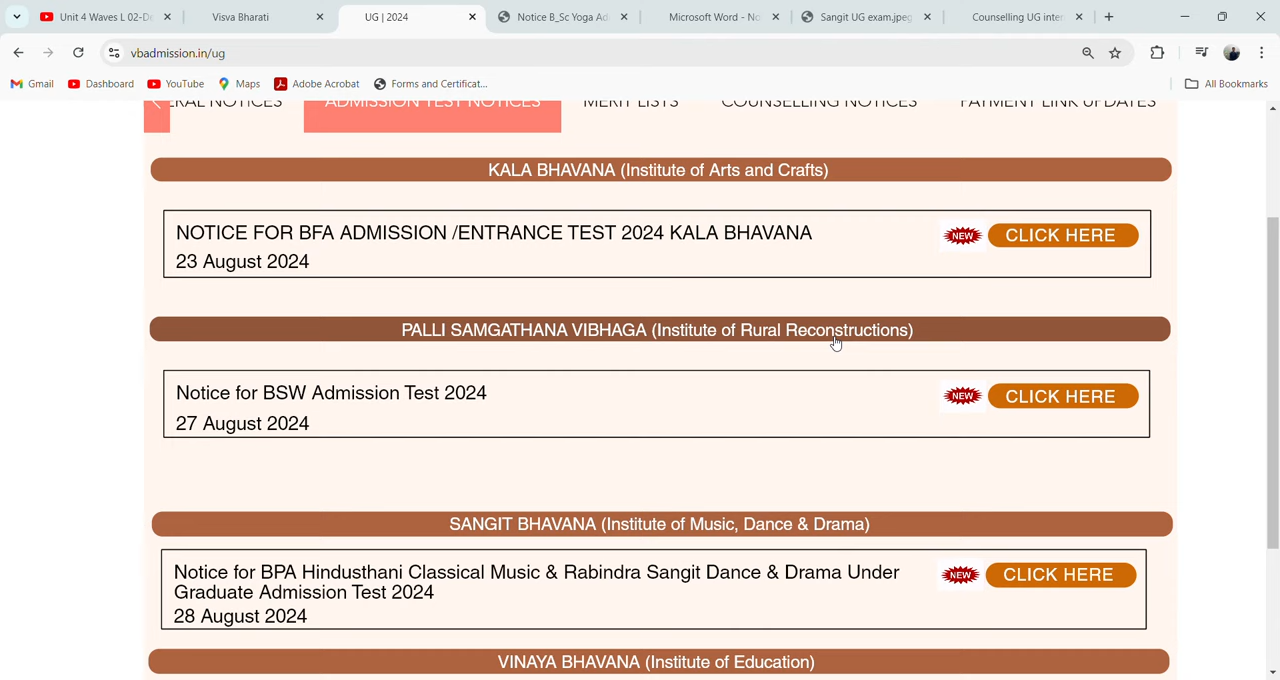 Unit 4 Waves L 02-D
Visva Bharati
UG | 2024
Notice B_Sc Yoga Ad
Microsoft Word - No
Sangit UG exam.jpeg
Counselling UG inter
vbadmission.in/ug
Gmail
Dashboard
YouTube
Maps
Adobe Acrobat
Forms and Certificat...
All Bookmarks
ERAL NOTICES
ADMISSION TEST NOTICES
MERIT LISTS
COUNSELLING NOTICES
PAYMENT LINK UPDATES
KALA BHAVANA (Institute of Arts and Crafts)
NOTICE FOR BFA ADMISSION /ENTRANCE TEST 2024 KALA BHAVANA
NEW
CLICK HERE
23 August 2024
PALLI SAMGATHANA VIBHAGA (Institute of Rural Reconstructions)
Notice for BSW Admission Test 2024
NEW
CLICK HERE
27 August 2024
SANGIT BHAVANA (Institute of Music, Dance & Drama)
Notice for BPA Hindusthani Classical Music & Rabindra Sangit Dance & Drama Under
Graduate Admission Test 2024
NEW
CLICK HERE
28 August 2024
VINAYA BHAVANA (Institute of Education)